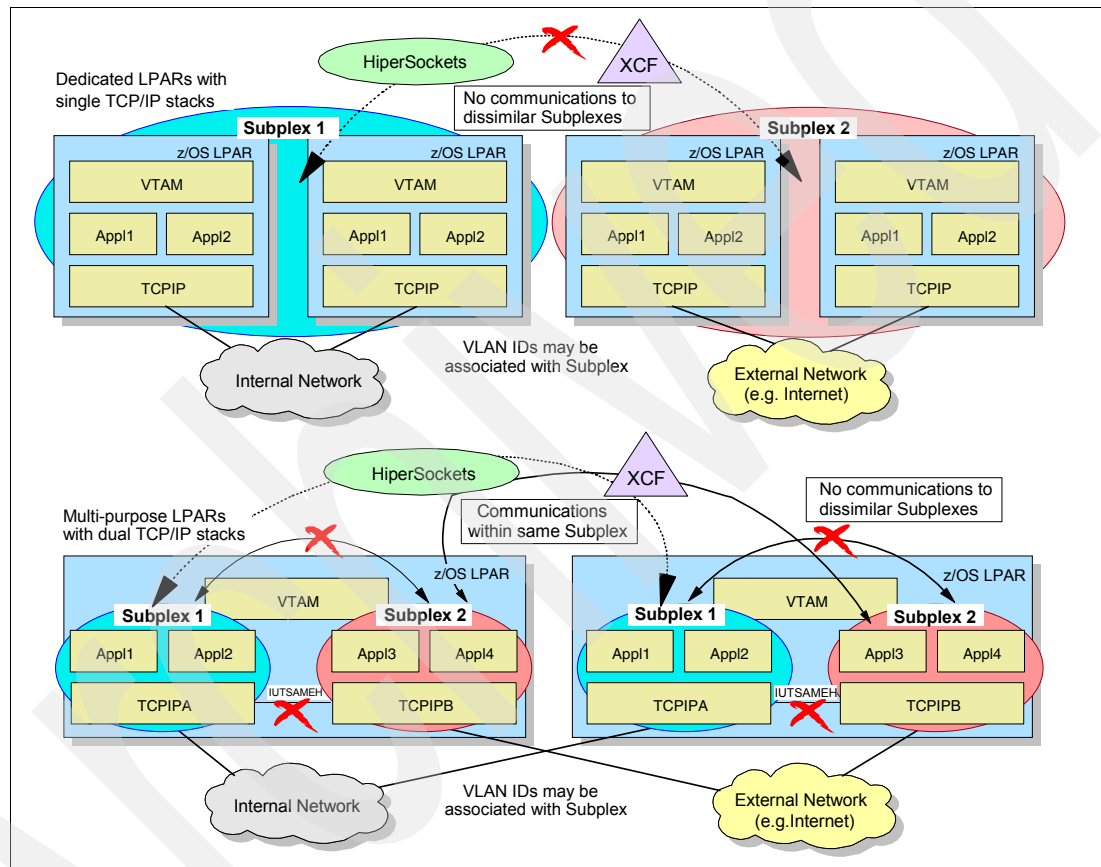 HiperSockets
XCF
Dedicated LPARs with
single TCP/IP stacks
No communications to
dissimilar Subplexes
Subplex 1
Subplex 2
z/OS LPAR
z/OS LPAR
z/OS LPAR
z/OS LPAR
VTAM
VTAM
VTAM
VTAM
Appl1
Appl2
Appl1
Appl2
Appl1
Appl2
Appl1
Appl2
TCPIP
TCPIP
TCPIP
TCPIP
VLAN IDs may be
associated with Subplex
Internal Network
External Network
(e.g. Internet)
HiperSockets
XCF
Multi-purpose LPARs
with dual TCP/IP stacks
Communications
within same Subplex
No communications to
dissimilar Subplexes
z/OS LPAR
z/OS LPAR
VTAM
VTAM
Subplex 1
Subplex 2
Subplex 1
Subplex 2
Appl1
Appl2
Appl3
Appl4
Appl1
Appl2
Appl3
Appl4
IUTSAMEH
IUTSAMEH
TCPIPA
TCPIPB
TCPIPA
TCPIPB
Internal Network
VLAN IDs may be
associated with Subplex
External Network
(e.g.Internet)